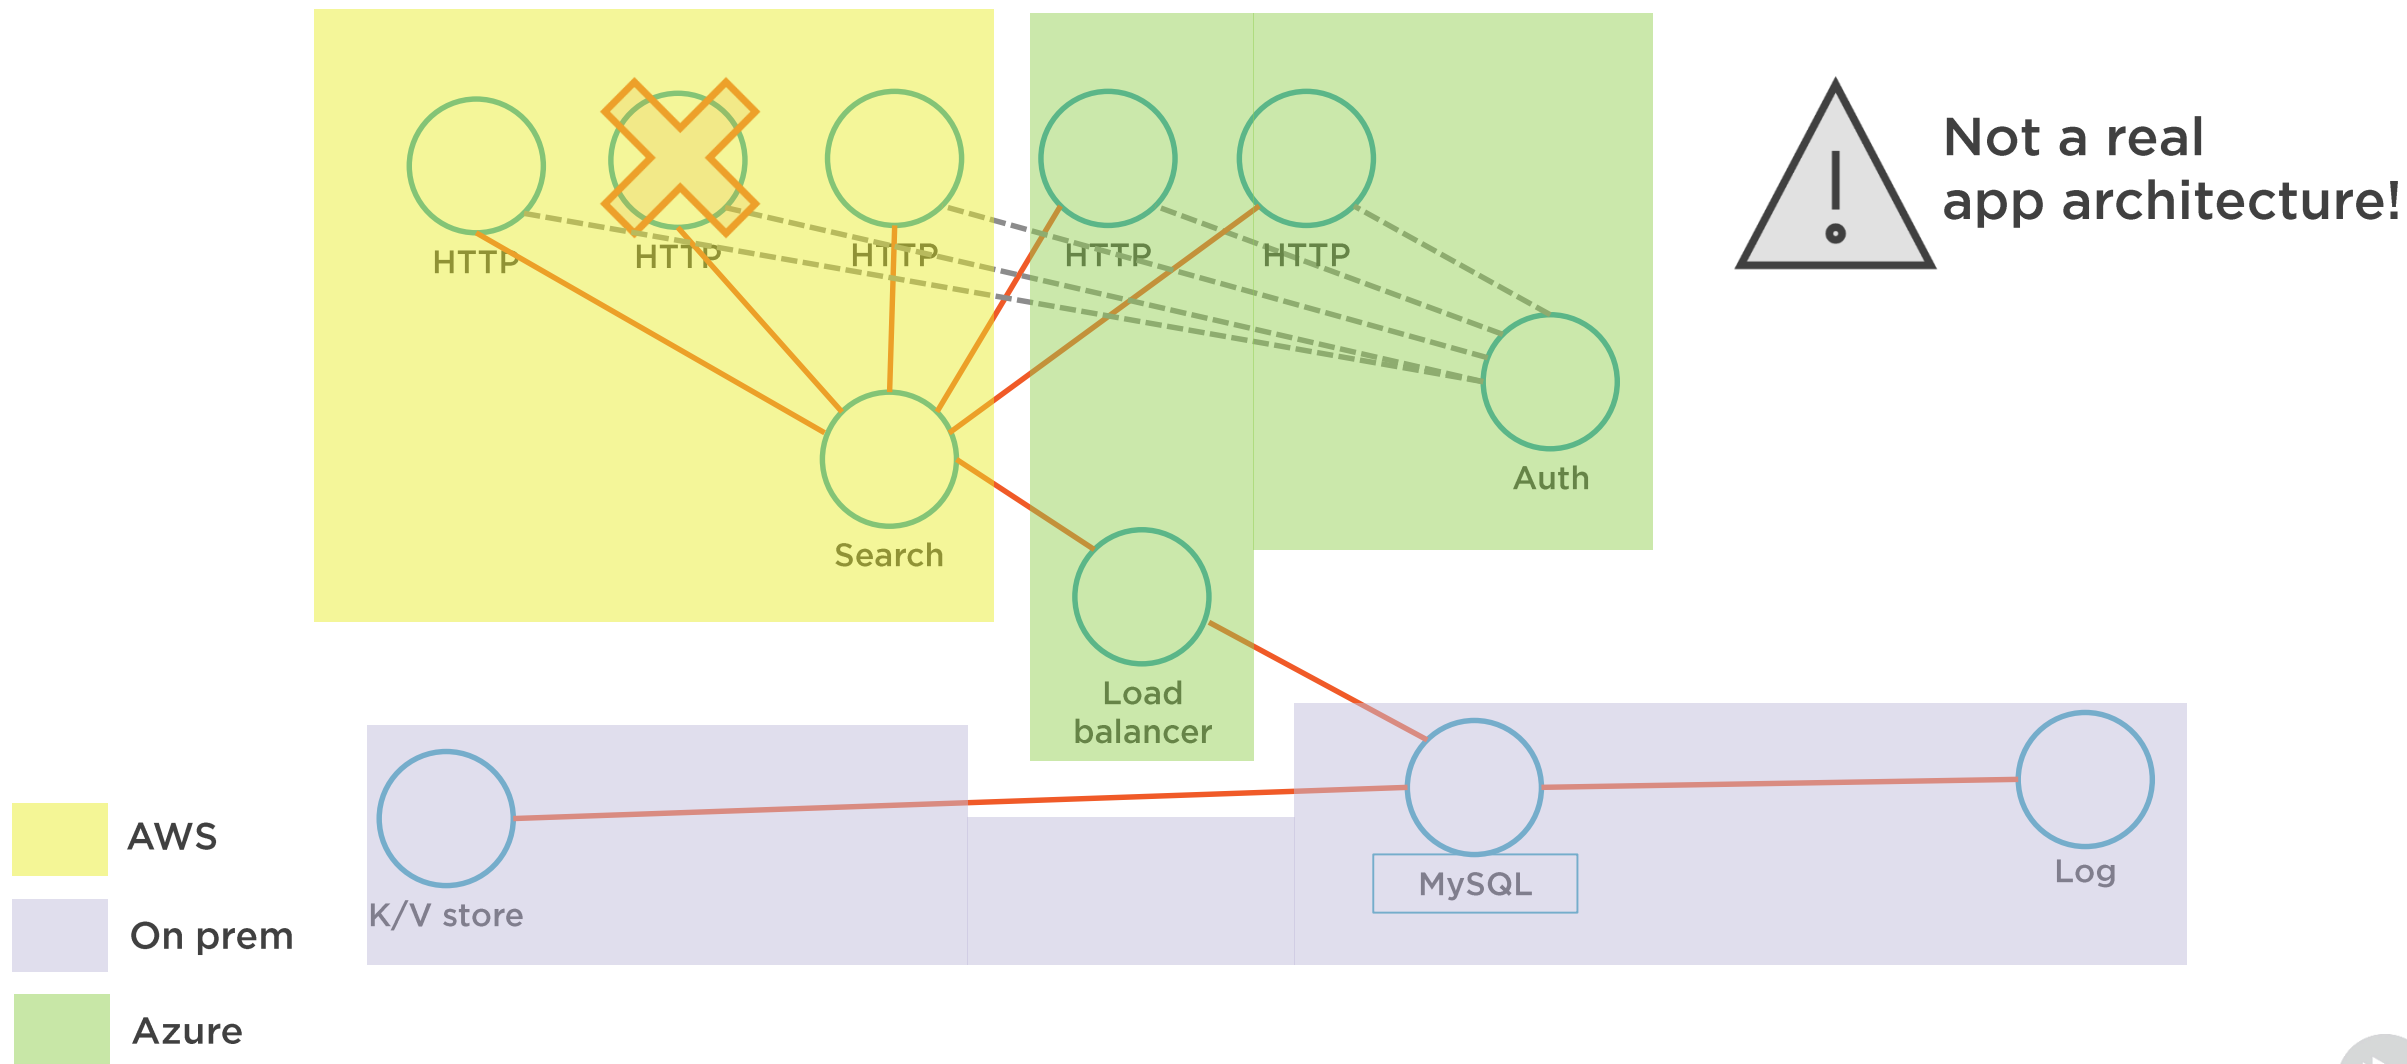 Not a real
app architecture!
HTTP
HTTP
HTTP
HTTP
HTTP
Auth
Search
Load
balancer
K/V store
MySQL
Log
AWS
On prem
Azure